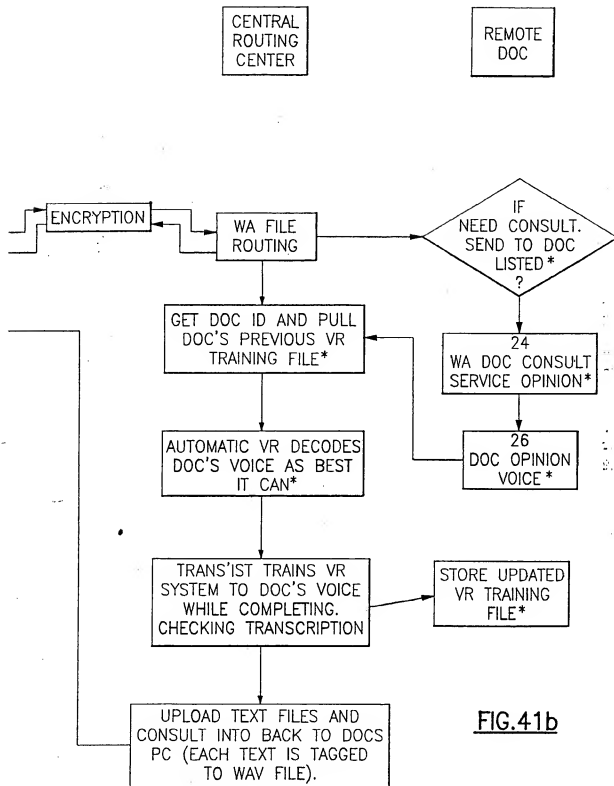 CENTRAL
ROUTING
CENTER
REMOTE
DOC
ENCRYPTION
WA FILE
ROUTING
IF
NEED CONSULT.
SEND TO DOC
LISTED*
?
GET DOC ID AND PULL
DOC'S PREVIOUS VR
TRAINING FILE*
24
WA DOC CONSULT
SERVICE OPINION*
AUTOMATIC VR DECODES
DOC'S VOICE AS BEST
IT CAN*
26
DOC OPINION
VOICE*
TRANS'IST TRAINS VR
SYSTEM TO DOC'S VOICE
WHILE COMPLETING.
CHECKING TRANSCRIPTION
STORE UPDATED
VR TRAINING
FILE*
UPLOAD TEXT FILES AND
CONSULT INTO BACK TO DOCS
PC (EACH TEXT IS TAGGED
TO WAV FILE).
FIG.41b